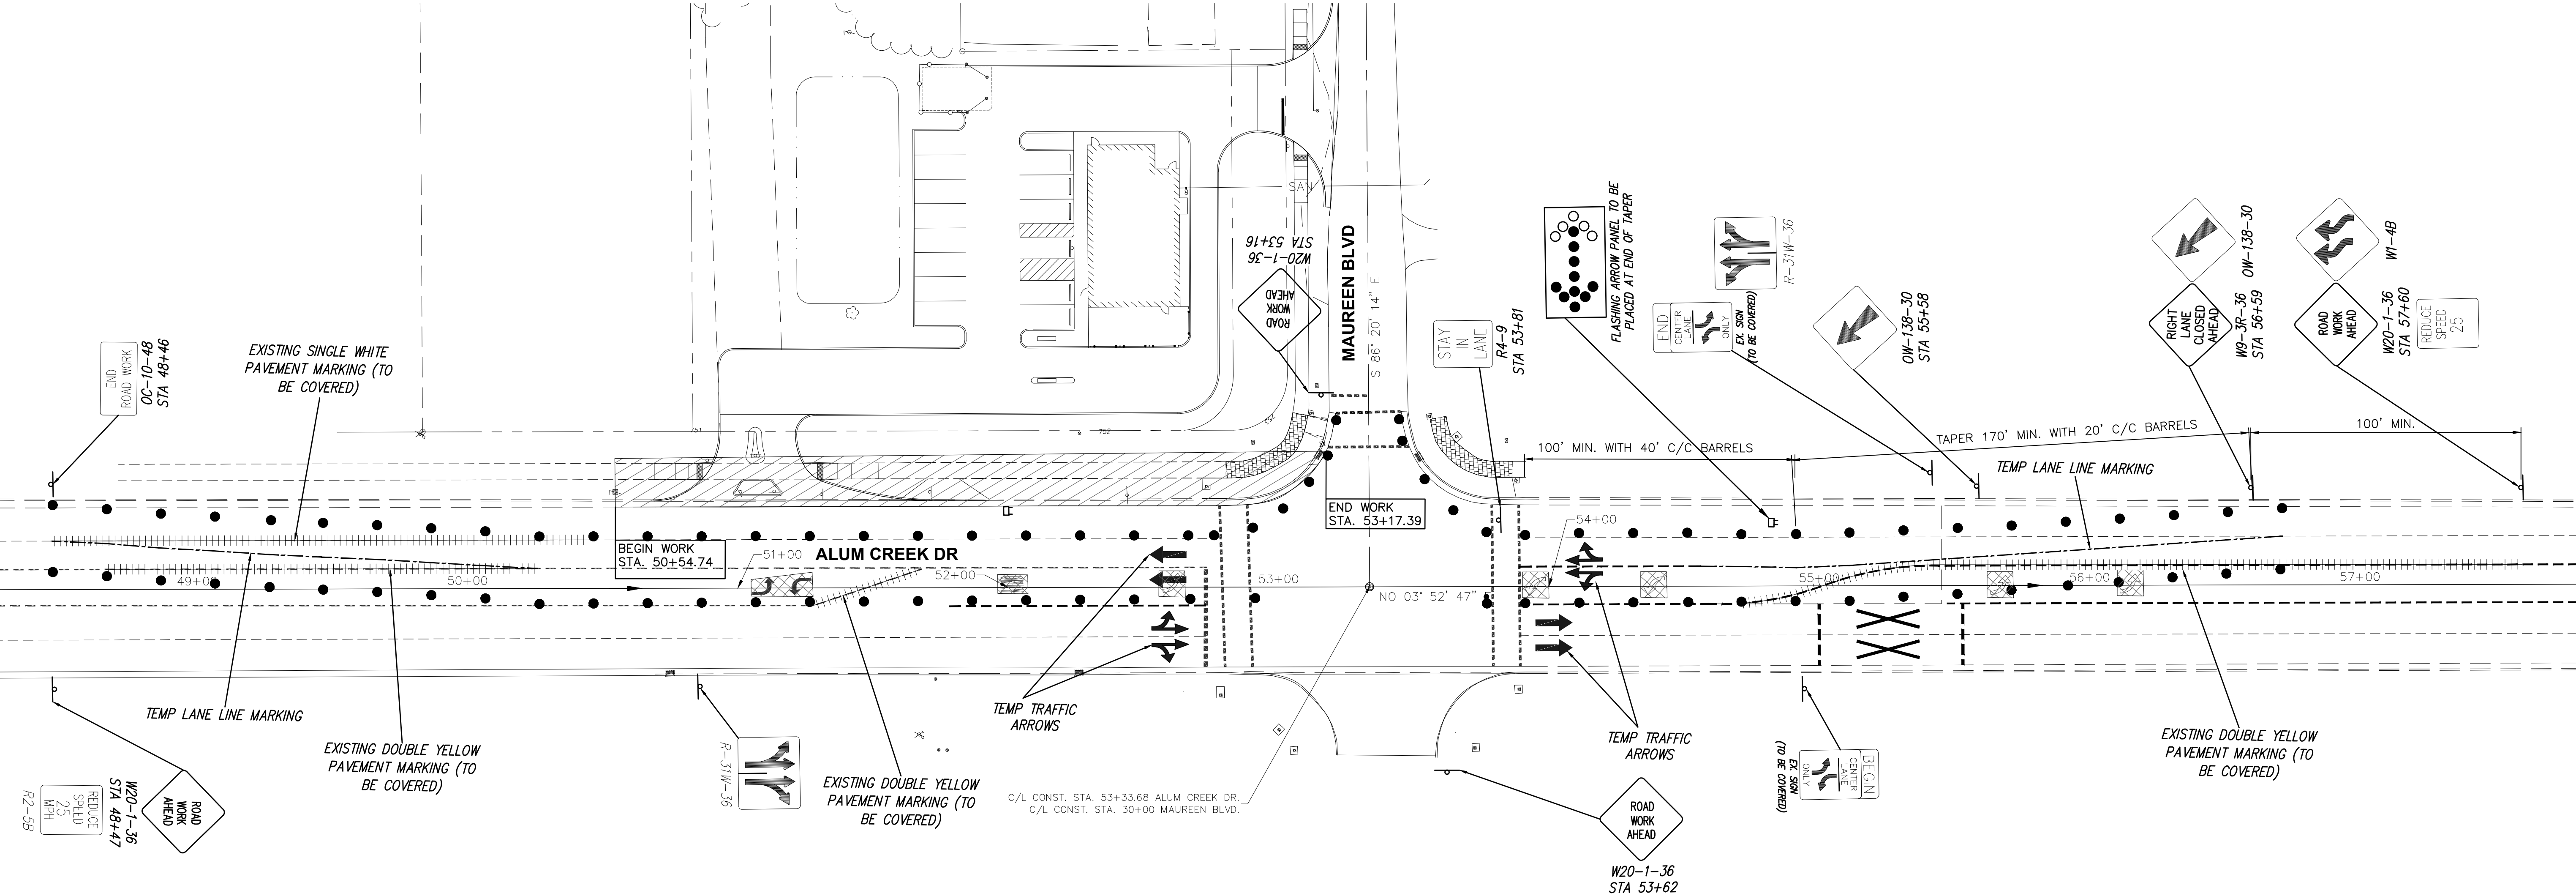 END
ROAD WORK
OC-10-48
STA 48+46
EXISTING SINGLE WHITE
PAVEMENT MARKING (TO
BE COVERED)
SAN
W20-1-36
STA 53+16
ROAD
WORK
AHEAD
MAUREEN BLVD
S 86° 20' 14" E
STAY
IN
LANE
R4-9
STA 53+81
FLASHING ARROW PANEL TO BE
PLACED AT END OF TAPER
END
CENTER
LANE
ONLY
EX. SIGN
(TO BE COVERED)
R-31W-36
OW-138-30
STA 55+58
OW-138-30
RIGHT
LANE
CLOSED
AHEAD
W9-3R-36
STA 56+59
W1-4B
ROAD
WORK
AHEAD
W20-1-36
STA 57+60
REDUCE
SPEED
25
751
752
751
100' MIN. WITH 40' C/C BARRELS
TAPER 170' MIN. WITH 20' C/C BARRELS
100' MIN.
TEMP LANE LINE MARKING
END WORK
STA. 53+17.39
BEGIN WORK
STA. 50+54.74
ALUM CREEK DR
49+00
50+00
51+00
52+00
53+00
54+00
55+00
56+00
57+00
NO 03° 52' 47"
TEMP LANE LINE MARKING
EXISTING DOUBLE YELLOW
PAVEMENT MARKING (TO
BE COVERED)
R-31W-36
EXISTING DOUBLE YELLOW
PAVEMENT MARKING (TO
BE COVERED)
TEMP TRAFFIC
ARROWS
C/L CONST. STA. 53+33.68 ALUM CREEK DR.
C/L CONST. STA. 30+00 MAUREEN BLVD.
TEMP TRAFFIC
ARROWS
ROAD
WORK
AHEAD
W20-1-36
STA 53+62
BEGIN
CENTER
LANE
ONLY
EX. SIGN
(TO BE COVERED)
EXISTING DOUBLE YELLOW
PAVEMENT MARKING (TO
BE COVERED)
ROAD
WORK
AHEAD
W20-1-36
STA 48+47
REDUCE
SPEED
25
MPH
R2-5B